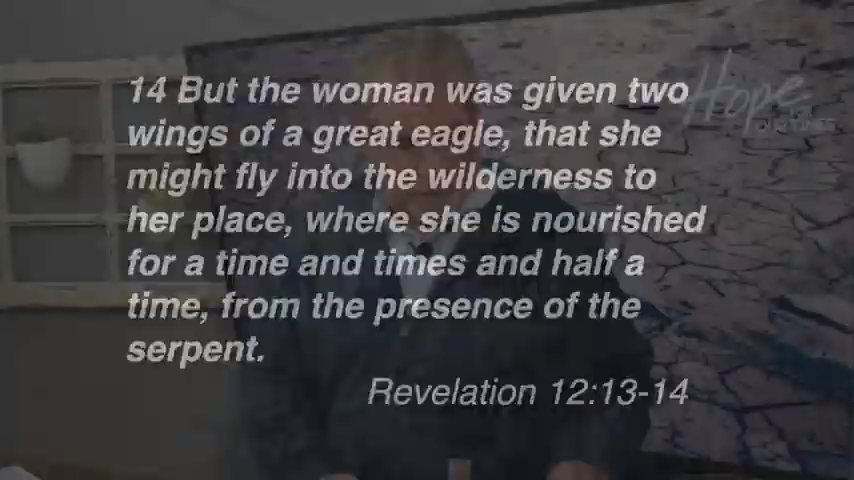 14 But the woman was given two
wings of a great eagle, that she
might fly into the wilderness to
her place, where she is nourished
for a time and times and half a
time, from the presence of the
serpent.
Revelation 12:13-14
Hope
OUR TIMES